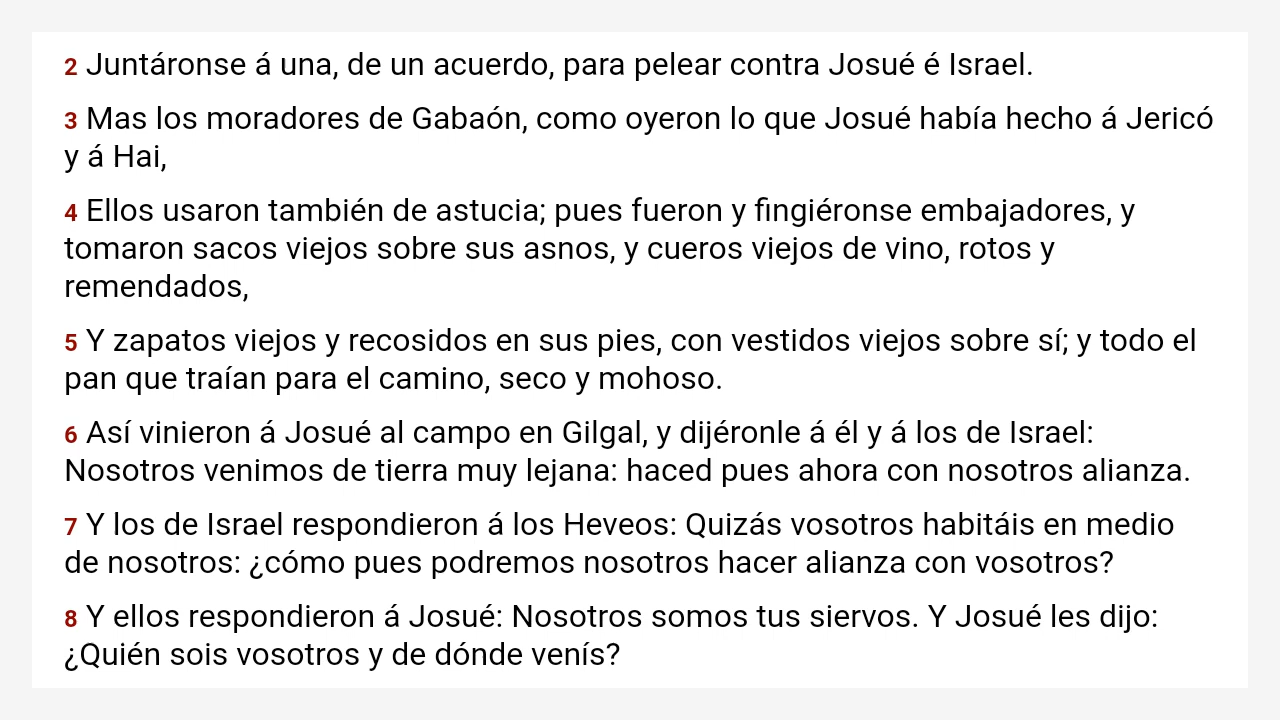 2 Juntáronse á una, de un acuerdo, para pelear contra Josué é Israel.
3 Mas los moradores de Gabaón, como oyeron lo que Josué había hecho á Jericó
y á Hai,
4 Ellos usaron también de astucia; pues fueron y fingiéronse embajadores, y
tomaron sacos viejos sobre sus asnos, y cueros viejos de vino, rotos y
remendados,
5 Y zapatos viejos y recosidos en sus pies, con vestidos viejos sobre sí; y todo el
pan que traían para el camino, seco y mohoso.
6 Así vinieron á Josué al campo en Gilgal, y dijéronle á él y á los de Israel:
Nosotros venimos de tierra muy lejana: haced pues ahora con nosotros alianza.
7 Y los de Israel respondieron á los Heveos: Quizás vosotros habitáis en medio
de nosotros: ¿cómo pues podremos nosotros hacer alianza con vosotros?
8 Y ellos respondieron á Josué: Nosotros somos tus siervos. Y Josué les dijo:
¿Quién sois vosotros y de dónde venís?